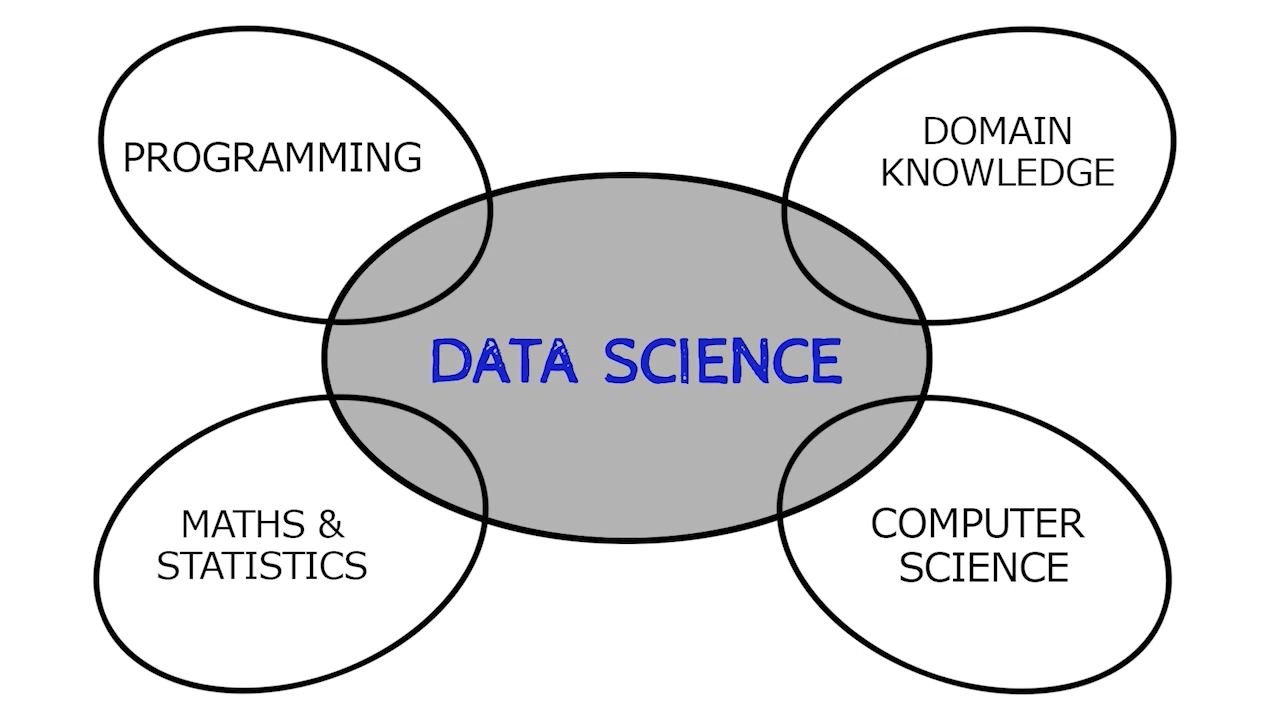 PROGRAMMING
DOMAIN
KNOWLEDGE
DATA SCIENCE
MATHS &
STATISTICS
COMPUTER
SCIENCE